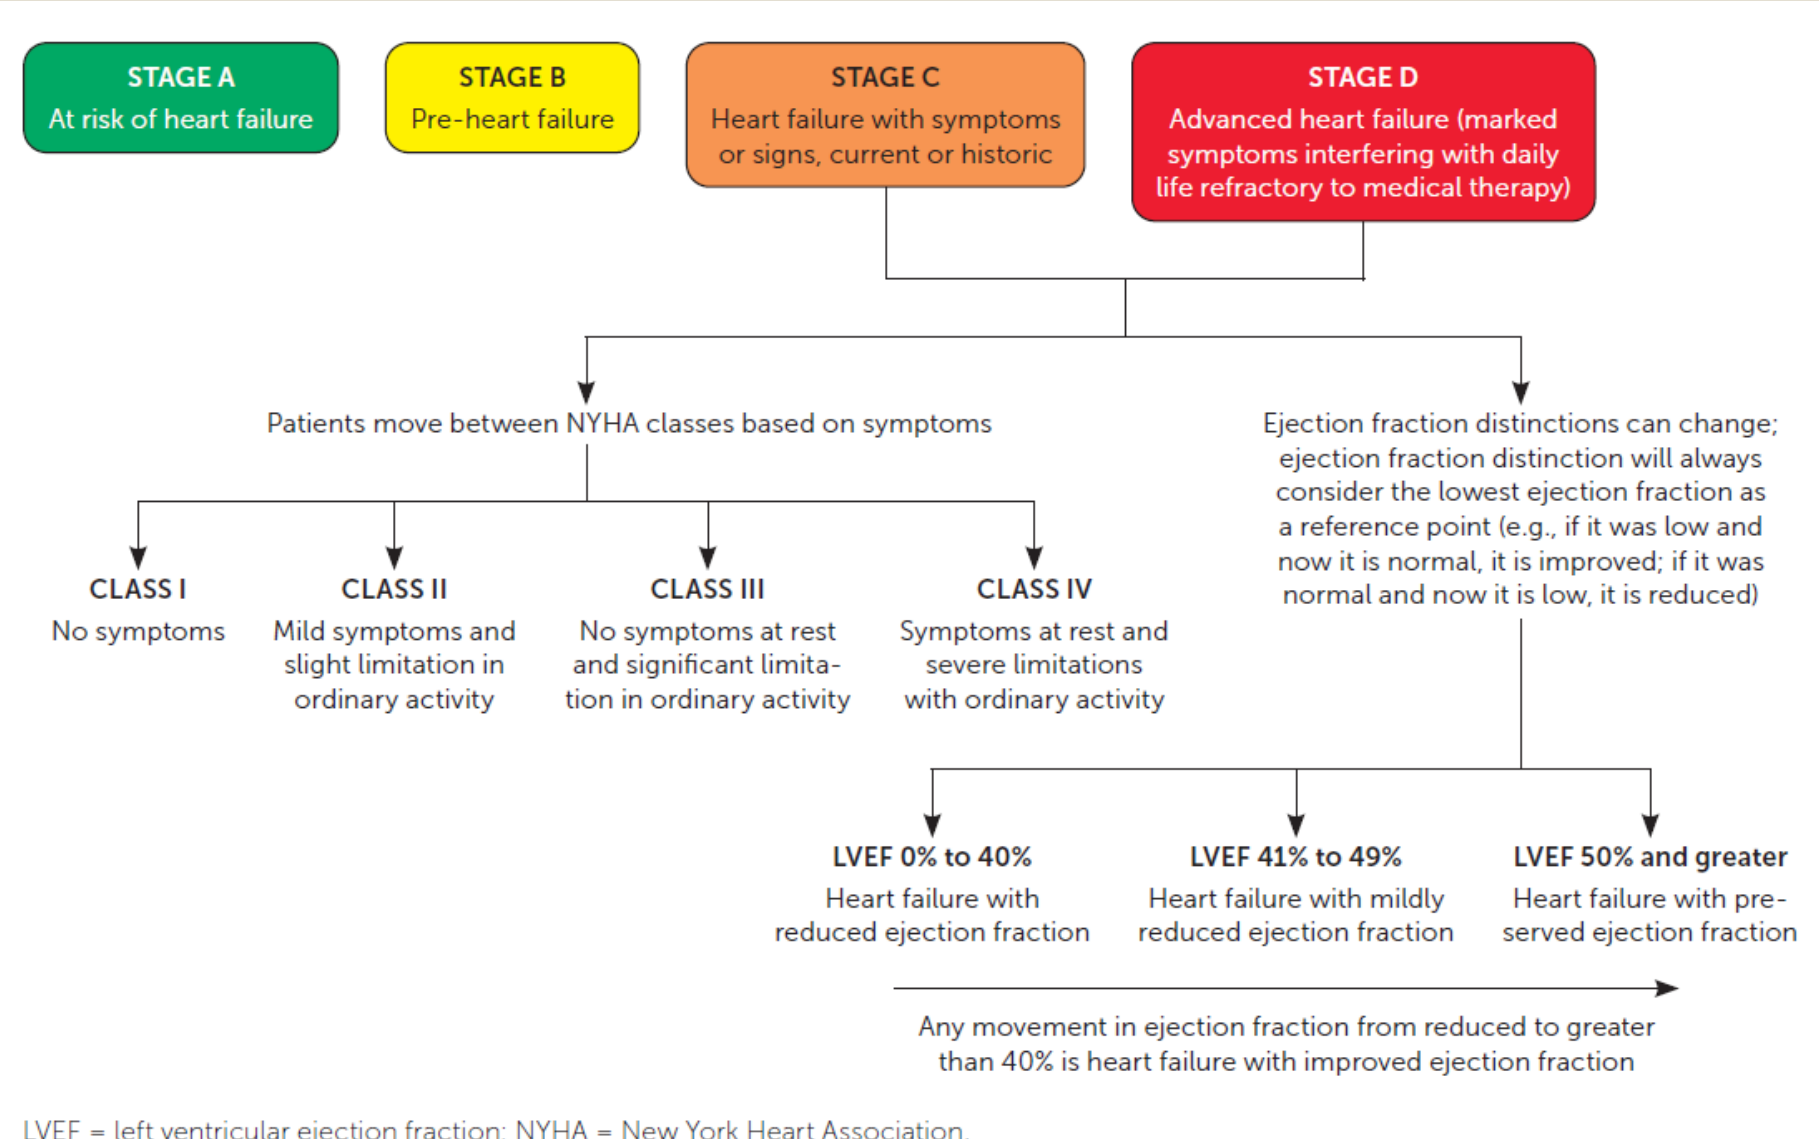 STAGE A
At risk of heart failure
STAGE B
Pre-heart failure
STAGE C
Heart failure with symptoms
or signs, current or historic
STAGE D
Advanced heart failure (marked
symptoms interfering with daily
life refractory to medical therapy)
Patients move between NYHA classes based on symptoms
CLASS I
No symptoms
CLASS II
Mild symptoms and
slight limitation in
ordinary activity
CLASS III
No symptoms at rest
and significant limita-
tion in ordinary activity
CLASS IV
Symptoms at rest and
severe limitations
with ordinary activity
Ejection fraction distinctions can change;
ejection fraction distinction will always
consider the lowest ejection fraction as
a reference point (e.g., if it was low and
now it is normal, it is improved; if it was
normal and now it is low, it is reduced)
LVEF 0% to 40%
Heart failure with
reduced ejection fraction
LVEF 41% to 49%
Heart failure with mildly
reduced ejection fraction
LVEF 50% and greater
Heart failure with pre-
served ejection fraction
Any movement in ejection fraction from reduced to greater
than 40% is heart failure with improved ejection fraction
LVEF = left ventricular ejection fraction; NYHA = New York Heart Association.